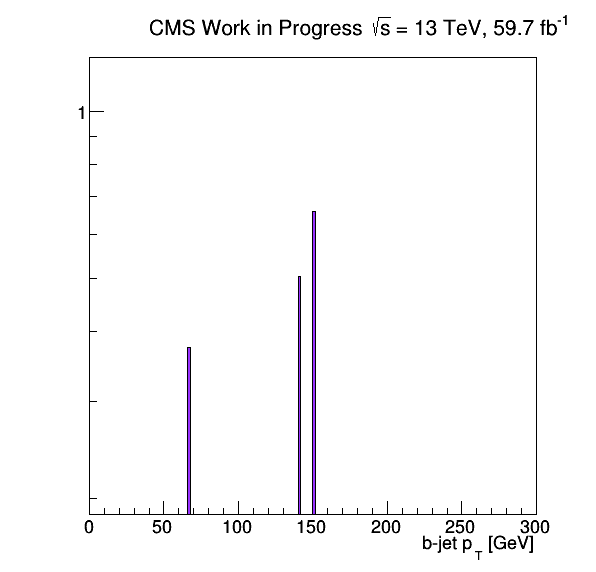 CMS Work in Progress √s = 13 TeV, 59.7 fb⁻¹
1
0 50 100 150 200 250 300
b-jet p_T [GeV]